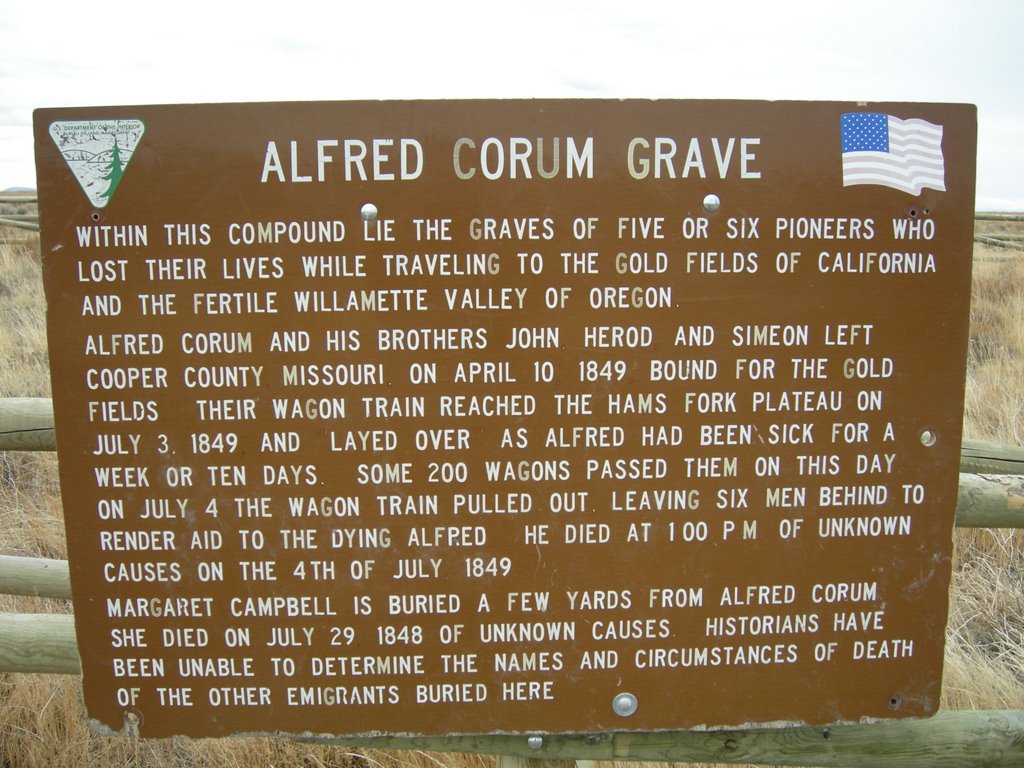 U.S. DEPARTMENT OF THE INTERIOR
BUREAU OF LAND MANAGEMENT
ALFRED CORUM GRAVE
WITHIN THIS COMPOUND LIE THE GRAVES OF FIVE OR SIX PIONEERS WHO
LOST THEIR LIVES WHILE TRAVELING TO THE GOLD FIELDS OF CALIFORNIA
AND THE FERTILE WILLAMETTE VALLEY OF OREGON.
ALFRED CORUM AND HIS BROTHERS JOHN HEROD AND SIMEON LEFT
COOPER COUNTY MISSOURI ON APRIL 10 1849 BOUND FOR THE GOLD
FIELDS THEIR WAGON TRAIN REACHED THE HAMS FORK PLATEAU ON
JULY 3, 1849 AND LAYED OVER AS ALFRED HAD BEEN SICK FOR A
WEEK OR TEN DAYS. SOME 200 WAGONS PASSED THEM ON THIS DAY
ON JULY 4 THE WAGON TRAIN PULLED OUT. LEAVING SIX MEN BEHIND TO
RENDER AID TO THE DYING ALFRED HE DIED AT 1 00 P M OF UNKNOWN
CAUSES ON THE 4TH OF JULY 1849
MARGARET CAMPBELL IS BURIED A FEW YARDS FROM ALFRED CORUM
SHE DIED ON JULY 29 1848 OF UNKNOWN CAUSES. HISTORIANS HAVE
BEEN UNABLE TO DETERMINE THE NAMES AND CIRCUMSTANCES OF DEATH
OF THE OTHER EMIGRANTS BURIED HERE